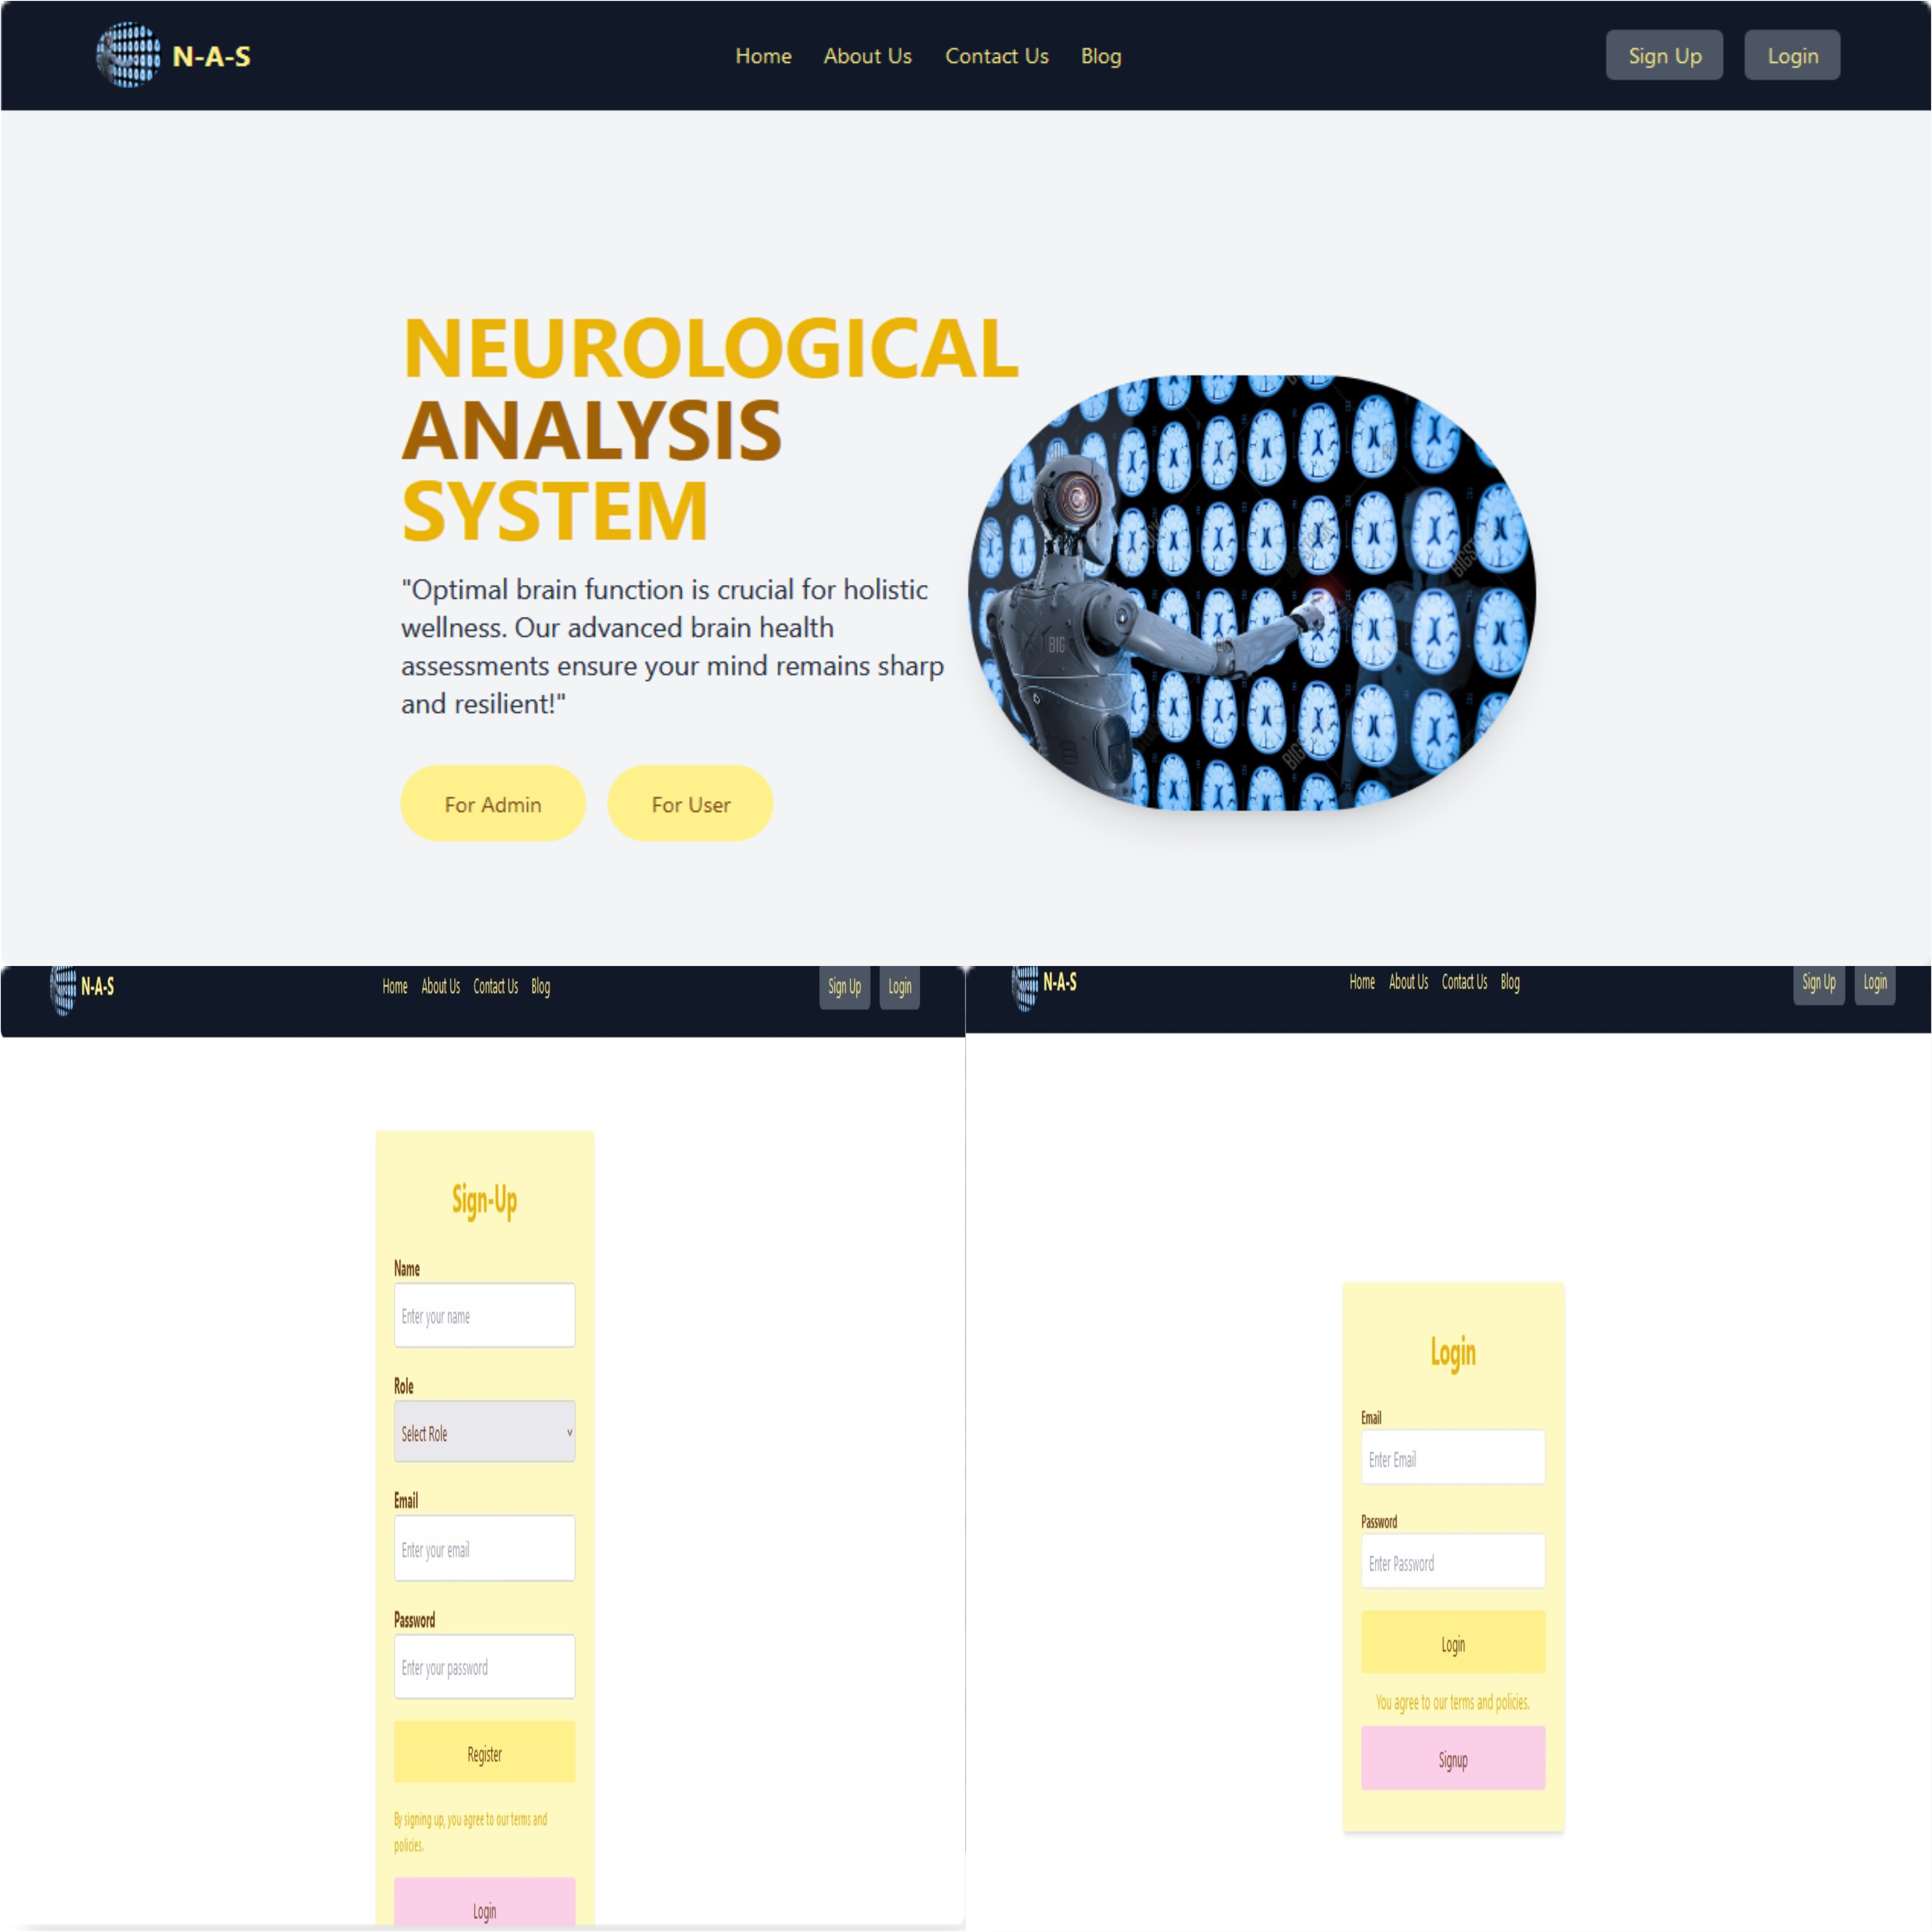 N-A-S
Home About Us Contact Us Blog
Sign Up Login
NEUROLOGICAL
ANALYSIS
SYSTEM
"Optimal brain function is crucial for holistic
wellness. Our advanced brain health
assessments ensure your mind remains sharp
and resilient!"
For Admin For User
BIG
N-A-S
Home About Us Contact Us Blog
Sign Up Login
Sign-Up
Name
Enter your name
Role
Select Role
Email
Enter your email
Password
Enter your password
Register
By signing up, you agree to our terms and
policies.
Login
N-A-S
Home About Us Contact Us Blog
Sign Up Login
Login
Email
Enter Email
Password
Enter Password
Login
You agree to our terms and policies.
Signup